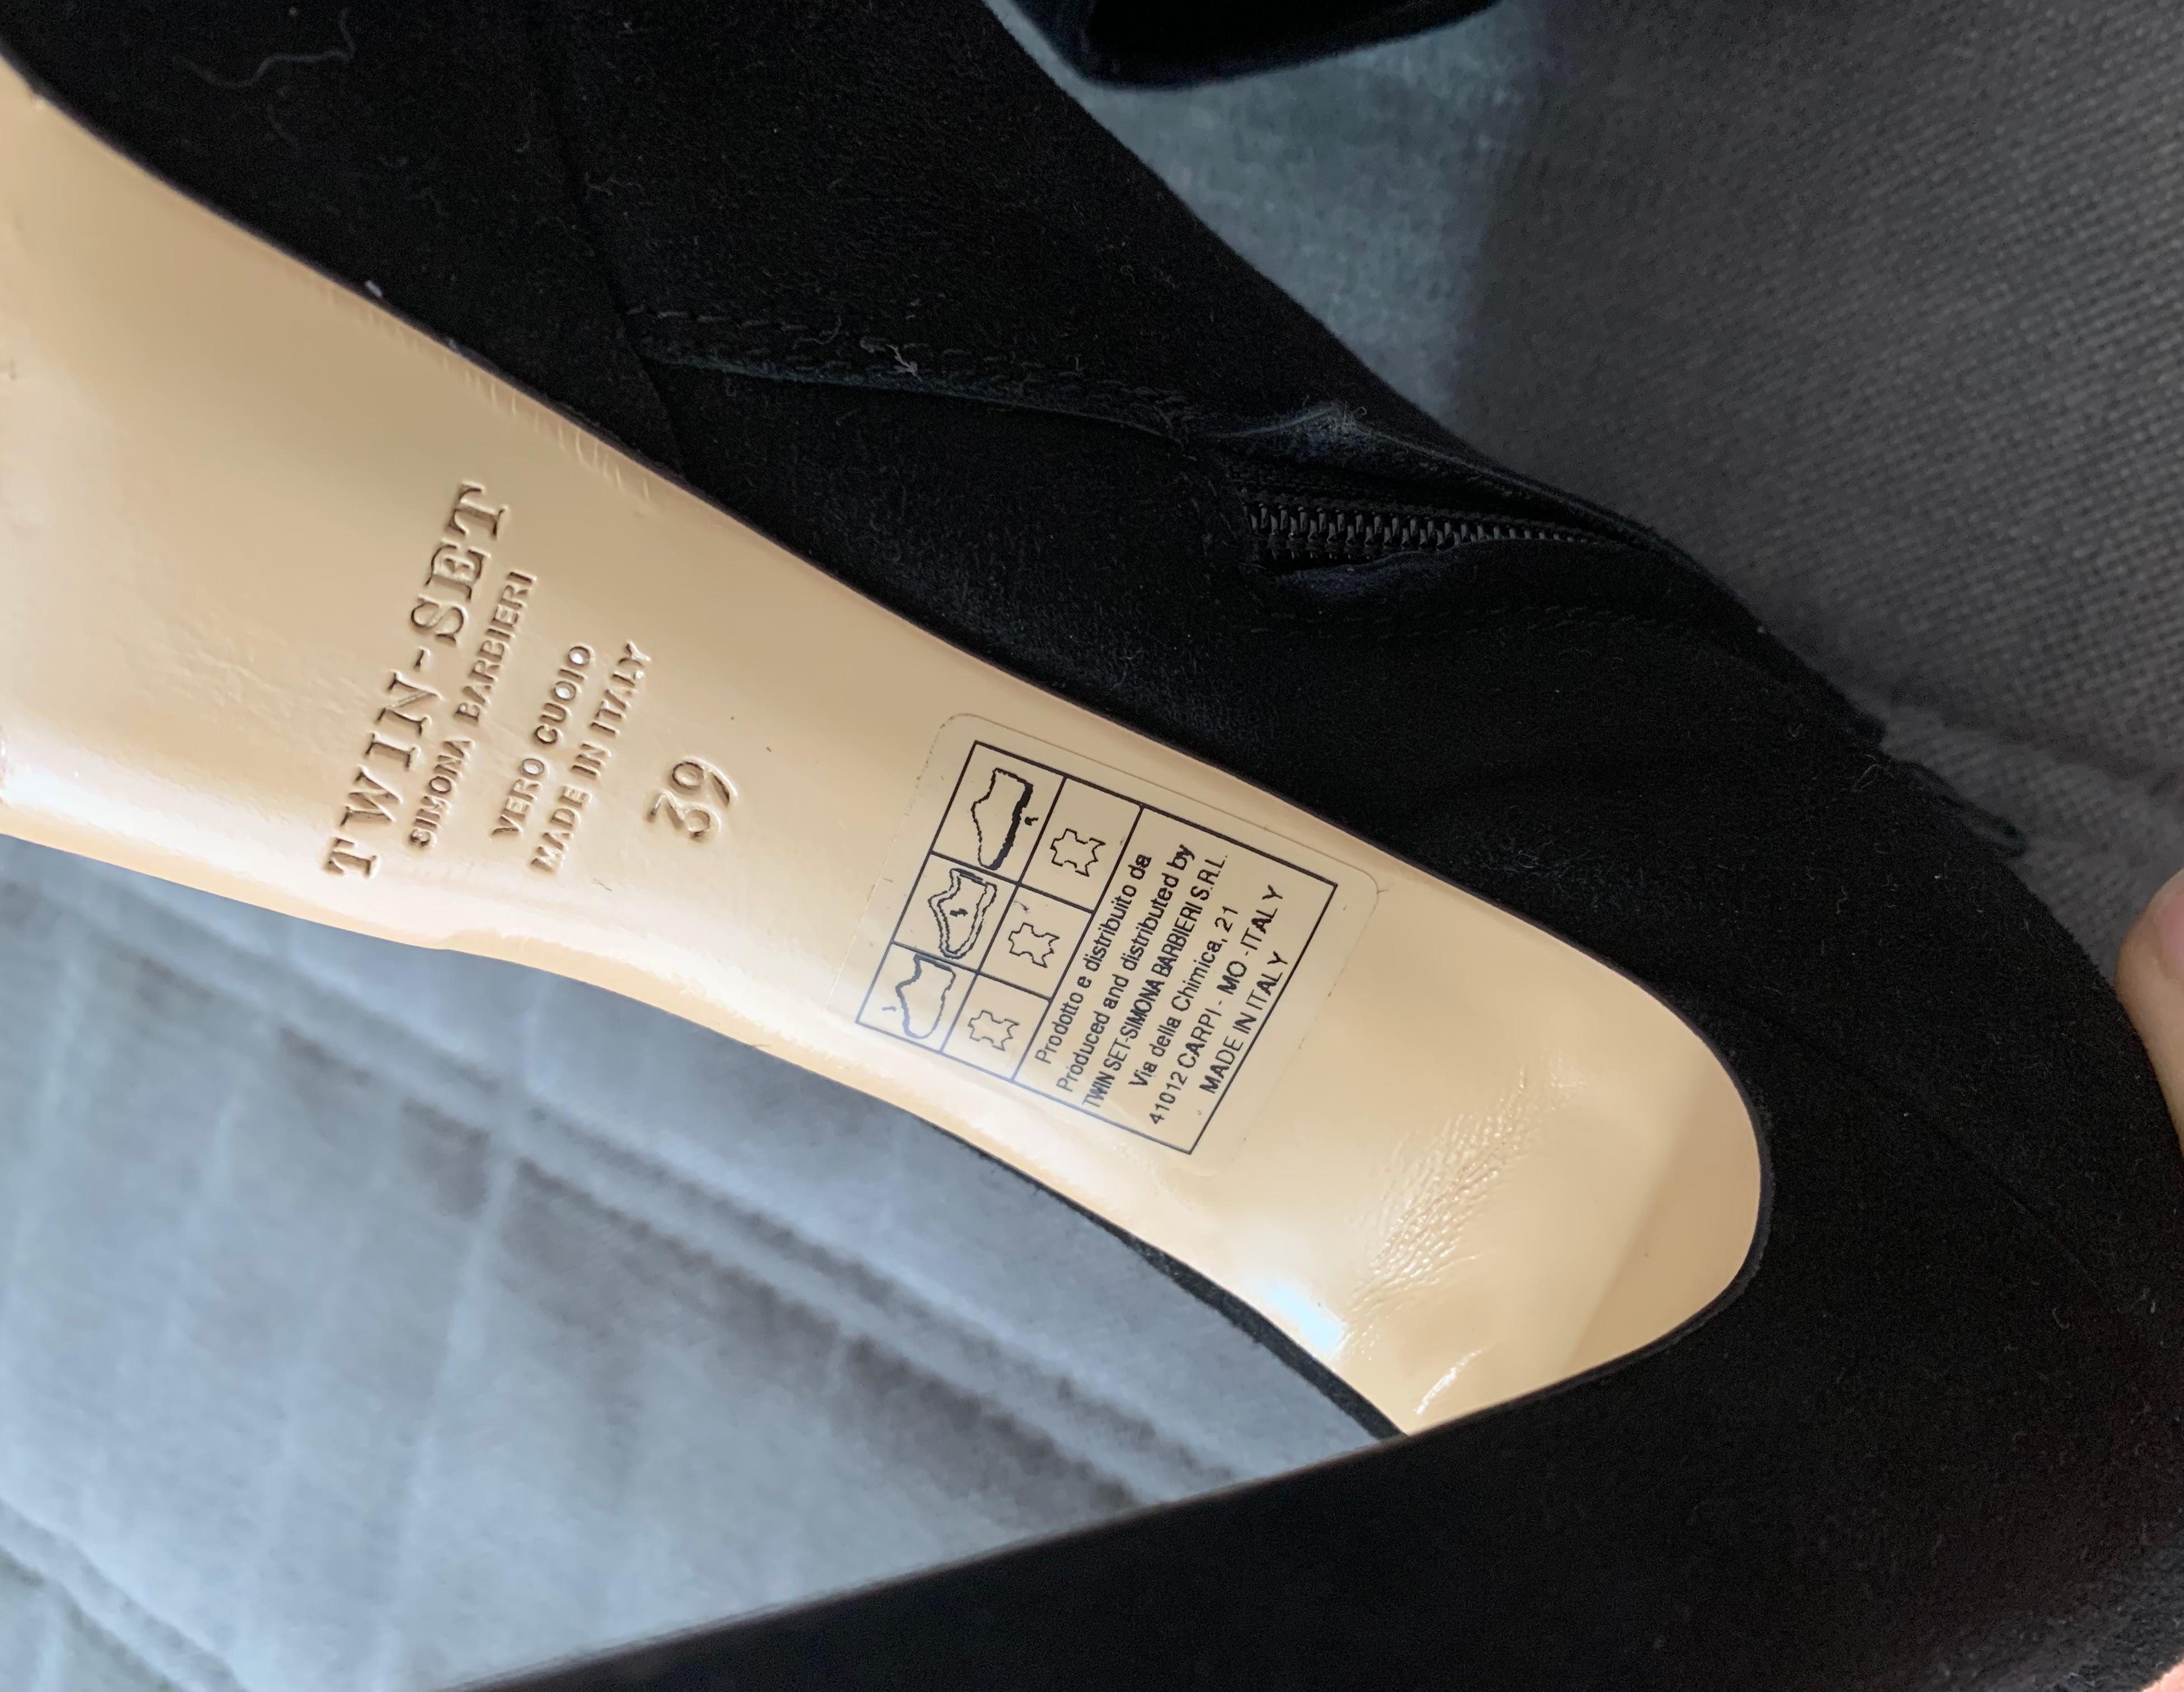 TWIN-SET
SIMONA BARBIERI
VERO CUOIO
MADE IN ITALY
39
Prodotto e distribuito da
Produced and distributed by
TWIN SET-SIMONA BARBIERI S.R.L.
Via della Chimica, 21
41012 CARPI - MO -ITALY
MADE IN ITALY